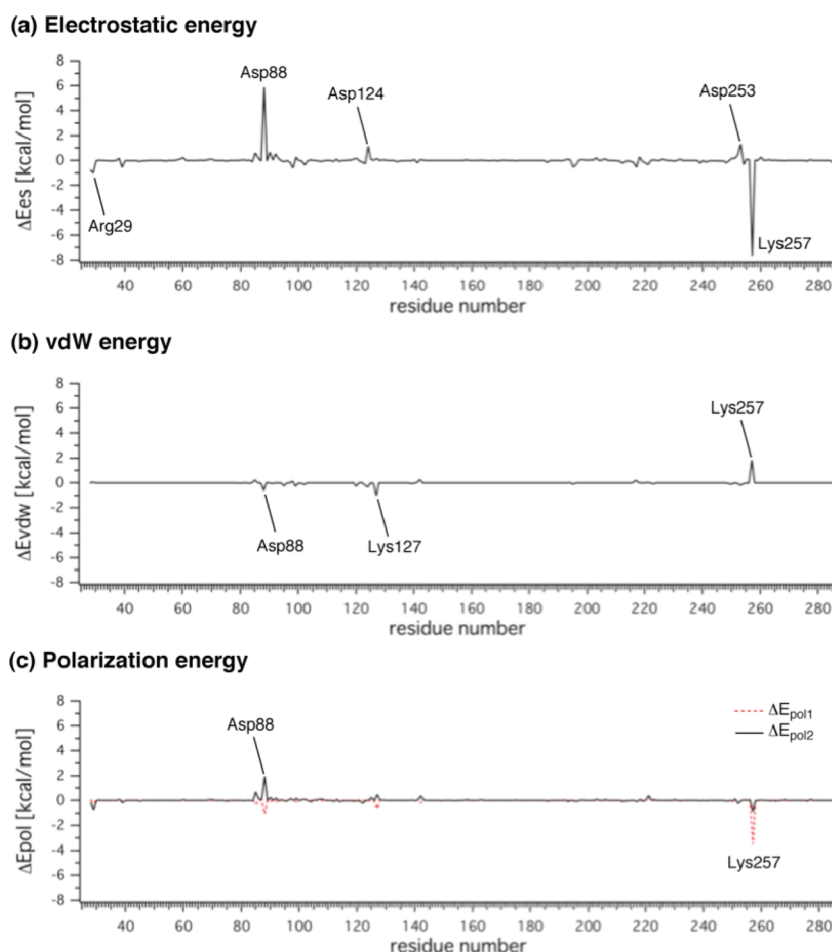 (a) Electrostatic energy
8
6
4
2
0
-2
-4
-6
-8
ΔEes [kcal/mol]
Asp88
Asp124
Asp253
Arg29
Lys257
40 60 80 100 120 140 160 180 200 220 240 260 280
residue number
(b) vdW energy
8
6
4
2
0
-2
-4
-6
-8
ΔEvdw [kcal/mol]
Lys257
Asp88
Lys127
40 60 80 100 120 140 160 180 200 220 240 260 280
residue number
(c) Polarization energy
8
6
4
2
0
-2
-4
-6
-8
ΔEpol [kcal/mol]
Asp88
ΔEpol1
ΔEpol2
Lys257
40 60 80 100 120 140 160 180 200 220 240 260 280
residue number